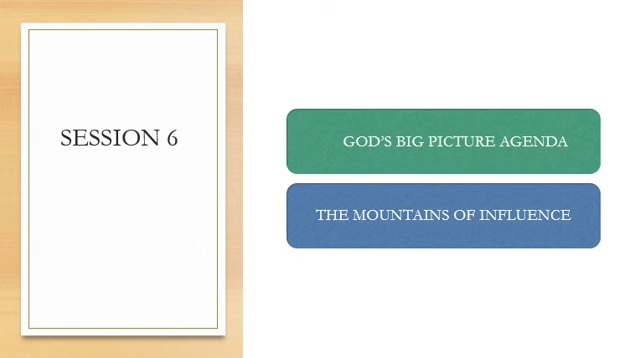 SESSION 6
GOD’S BIG PICTURE AGENDA
THE MOUNTAINS OF INFLUENCE